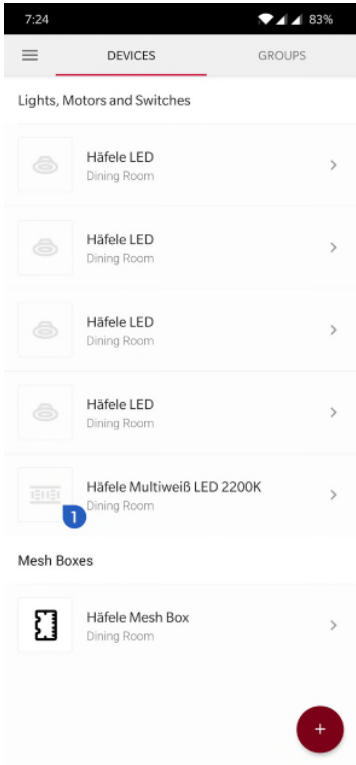 7:24
83%
DEVICES
GROUPS
Lights, Motors and Switches
Häfele LED
Dining Room
Häfele LED
Dining Room
Häfele LED
Dining Room
Häfele LED
Dining Room
Häfele Multiweiß LED 2200K
1
Dining Room
Mesh Boxes
Häfele Mesh Box
Dining Room
+